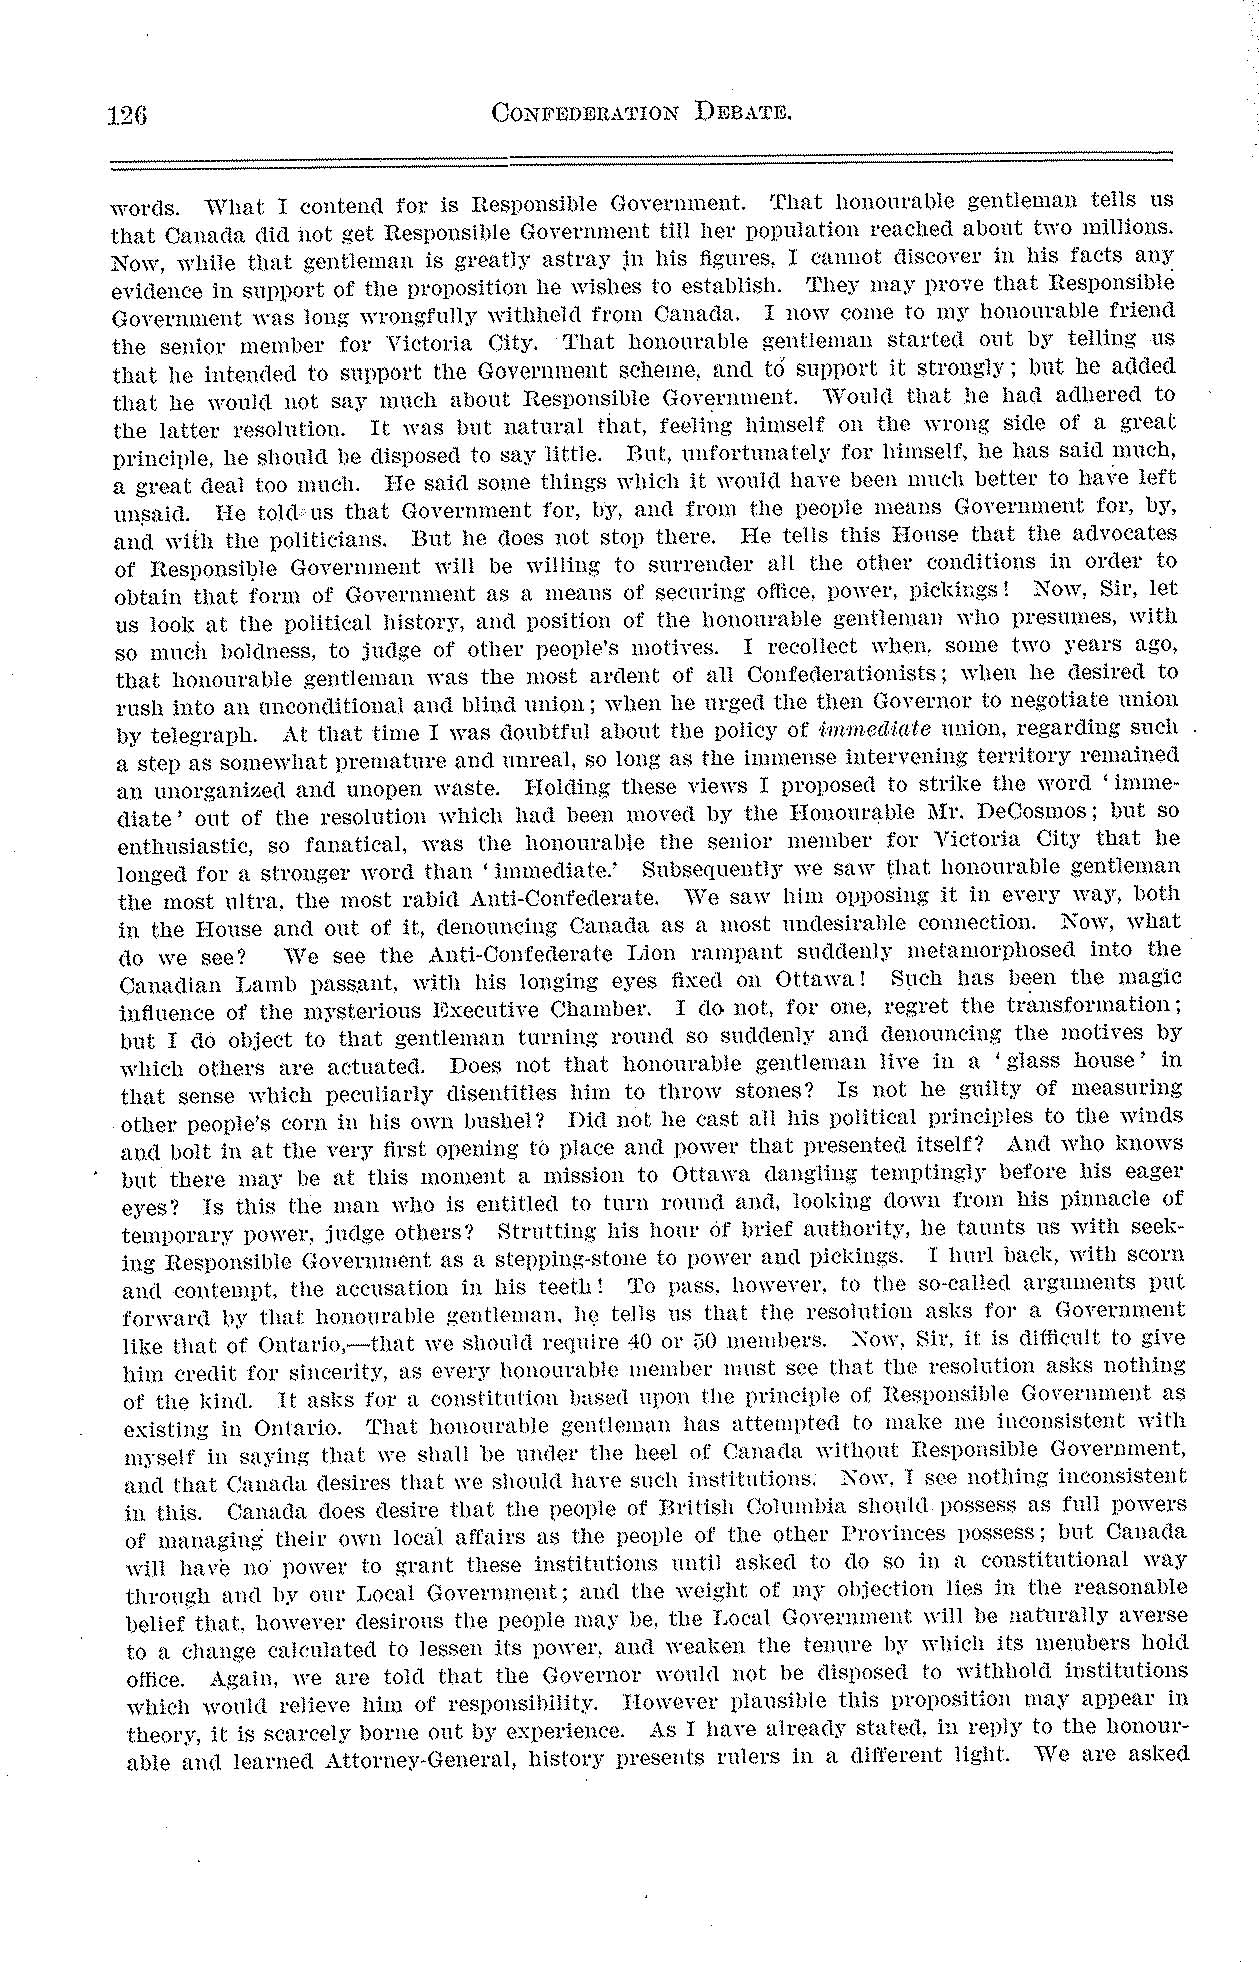 126 CONFEDERATION DEBATE.
words. What I contend for is Responsible Government. That honourable gentleman tells us
that Canada did not get Responsible Government till her population reached about two millions.
Now, while that gentleman is greatly astray in his figures, I cannot discover in his facts any
evidence in support of the proposition he wishes to establish. They may prove that Responsible
Government was long wrongfully withheld from Canada. I now come to my honourable friend
the senior member for Victoria City. That honourable gentleman started out by telling us
that he intended to support the Government scheme, and to support it strongly; but he added
that he would not say much about Responsible Government. Would that he had adhered to
the latter resolution. It was but natural that, feeling himself on the wrong side of a great
principle, he should be disposed to say little. But, unfortunately for himself, he has said much,
a great deal too much. He said some things which it would have been much better to have left
unsaid. He told us that Government for, by, and from the people means Government for, by,
and with the politicians. But he does not stop there. He tells this House that the advocates
of Responsible Government will be willing to surrender all the other conditions in order to
obtain that form of Government as a means of securing office, power, pickings! Now, Sir, let
us look at the political history, and position of the honourable gentleman who presumes, with
so much boldness, to judge of other people's motives. I recollect when, some two years ago,
that honourable gentleman was the most ardent of all Confederationists; when he desired to
rush into an unconditional and blind union; when he urged the then Governor to negotiate union
by telegraph. At that time I was doubtful about the policy of immediate union, regarding such
a step as somewhat premature and unreal, so long as the immense intervening territory remained
an unorganized and unopen waste. Holding these views I proposed to strike the word 'imme-
diate' out of the resolution which had been moved by the Honourable Mr. DeCosmos; but so
enthusiastic, so fanatical, was the honourable the senior member for Victoria City that he
longed for a stronger word than 'immediate.' Subsequently we saw that honourable gentleman
the most ultra, the most rabid Anti-Confederate. We saw him opposing it in every way, both
in the House and out of it, denouncing Canada as a most undesirable connection. Now, what
do we see? We see the Anti-Confederate Lion rampant suddenly metamorphosed into the
Canadian Lamb passant, with his longing eyes fixed on Ottawa! Such has been the magic
influence of the mysterious Executive Chamber. I do not, for one, regret the transformation;
but I do object to that gentleman turning round so suddenly and denouncing the motives by
which others are actuated. Does not that honourable gentleman live in a 'glass house' in
that sense which peculiarly disentitles him to throw stones? Is not he guilty of measuring
other people's corn in his own bushel? Did not he cast all his political principles to the winds
and bolt in at the very first opening to place and power that presented itself? And who knows
but there may be at this moment a mission to Ottawa dangling temptingly before his eager
eyes? Is this the man who is entitled to turn round and, looking down from his pinnacle of
temporary power, judge others? Strutting his hour of brief authority, he taunts us with seek-
ing Responsible Government as a stepping-stone to power and pickings. I hurl back, with scorn
and contempt, the accusation in his teeth! To pass, however, to the so-called arguments put
forward by that honourable gentleman, he tells us that the resolution asks for a Government
like that of Ontario,—that we should require 40 or 50 members. Now, Sir, it is difficult to give
him credit for sincerity, as every honourable member must see that the resolution asks nothing
of the kind. It asks for a constitution based upon the principle of Responsible Government as
existing in Ontario. That honourable gentleman has attempted to make me inconsistent with
myself in saying that we shall be under the heel of Canada without Responsible Government,
and that Canada desires that we should have such institutions. Now, I see nothing inconsistent
in this. Canada does desire that the people of British Columbia should possess as full powers
of managing their own local affairs as the people of the other Provinces possess; but Canada
will have no power to grant these institutions until asked to do so in a constitutional way
through and by our Local Government; and the weight of my objection lies in the reasonable
belief that, however desirous the people may be, the Local Government will be naturally averse
to a change calculated to lessen its power, and weaken the tenure by which its members hold
office. Again, we are told that the Governor would not be disposed to withhold institutions
which would relieve him of responsibility. However plausible this proposition may appear in
theory, it is scarcely borne out by experience. As I have already stated, in reply to the honour-
able and learned Attorney-General, history presents rulers in a different light. We are asked